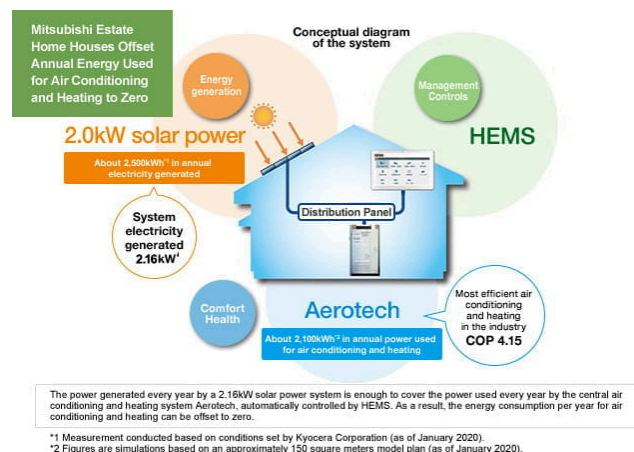 Mitsubishi Estate
Home Houses Offset
Annual Energy Used
for Air Conditioning
and Heating to Zero
Conceptual diagram
of the system
Energy
generation
Management
Controls
2.0kW solar power
HEMS
About 2,500kWh*1 in annual
electricity generated
System
electricity
generated
2.16kW
Distribution Panel
Comfort
Health
Aerotech
About 2,100kWh*2 in annual power used
for air conditioning and heating
Most efficient air
conditioning
and heating
in the industry
COP 4.15
The power generated every year by a 2.16kW solar power system is enough to cover the power used every year by the central air
conditioning and heating system Aerotech, automatically controlled by HEMS. As a result, the energy consumption per year for air
conditioning and heating can be offset to zero.
*1 Measurement conducted based on conditions set by Kyocera Corporation (as of January 2020).
*2 Figures are simulations based on an approximately 150 square meters model plan (as of January 2020).